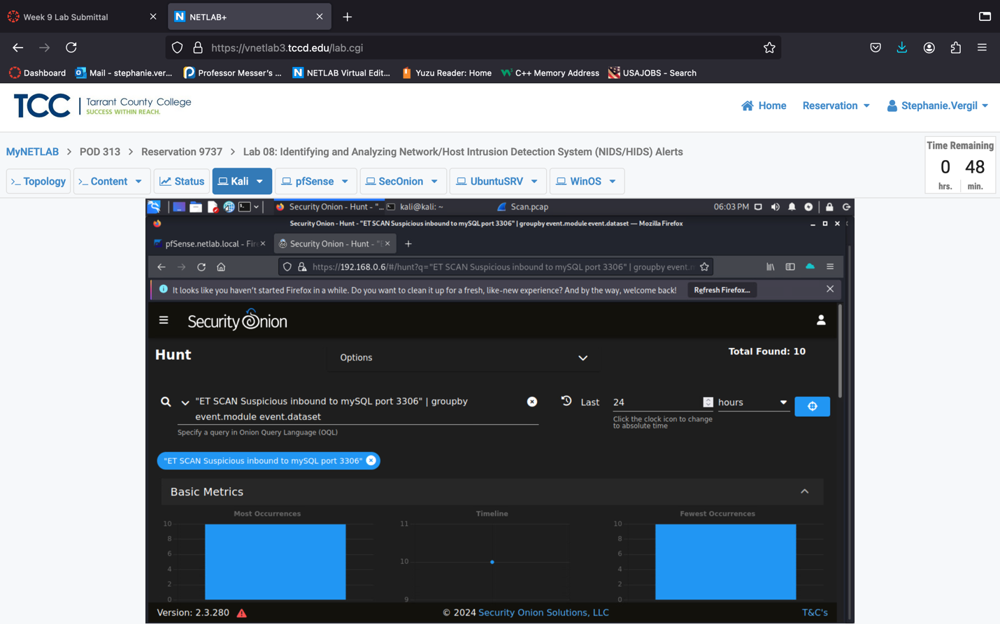 Week 9 Lab Submittal
NETLAB+
https://vnetlab3.tccd.edu/lab.cgi
Dashboard
Mail - stephanie.ver...
Professor Messer's ...
NETLAB Virtual Edit...
Yuzu Reader: Home
C++ Memory Address
USAJOBS - Search
TCC
Tarrant County College
SUCCESS WITHIN REACH.
Home
Reservation
Stephanie.Vergil
MyNETLAB > POD 313 > Reservation 9737 > Lab 08: Identifying and Analyzing Network/Host Intrusion Detection System (NIDS/HIDS) Alerts
Time Remaining
0 48
hrs. min.
>_ Topology
>_ Content
Status
Kali
pfSense
SecOnion
UbuntuSRV
WinOS
Security Onion - Hunt - "...
kali@kali: ~
Scan.pcap
06:03 PM
Security Onion - Hunt - "ET SCAN Suspicious inbound to mySQL port 3306" | groupby event.module event.dataset — Mozilla Firefox
pfSense.netlab.local - Fire
Security Onion - Hunt - "E
https://192.168.0.6/#/hunt?q="ET SCAN Suspicious inbound to mySQL port 3306" | groupby event.m
It looks like you haven't started Firefox in a while. Do you want to clean it up for a fresh, like-new experience? And by the way, welcome back!
Refresh Firefox...
Security Onion
Hunt
Options
Total Found: 10
"ET SCAN Suspicious inbound to mySQL port 3306" | groupby
event.module event.dataset
Specify a query in Onion Query Language (OQL)
Last
24
hours
Click the clock icon to change
to absolute time
"ET SCAN Suspicious inbound to mySQL port 3306"
Basic Metrics
Most Occurrences
10
8
6
4
2
0
Timeline
11
10
9
Fewest Occurrences
10
8
6
4
2
0
Version: 2.3.280
© 2024 Security Onion Solutions, LLC
T&C's